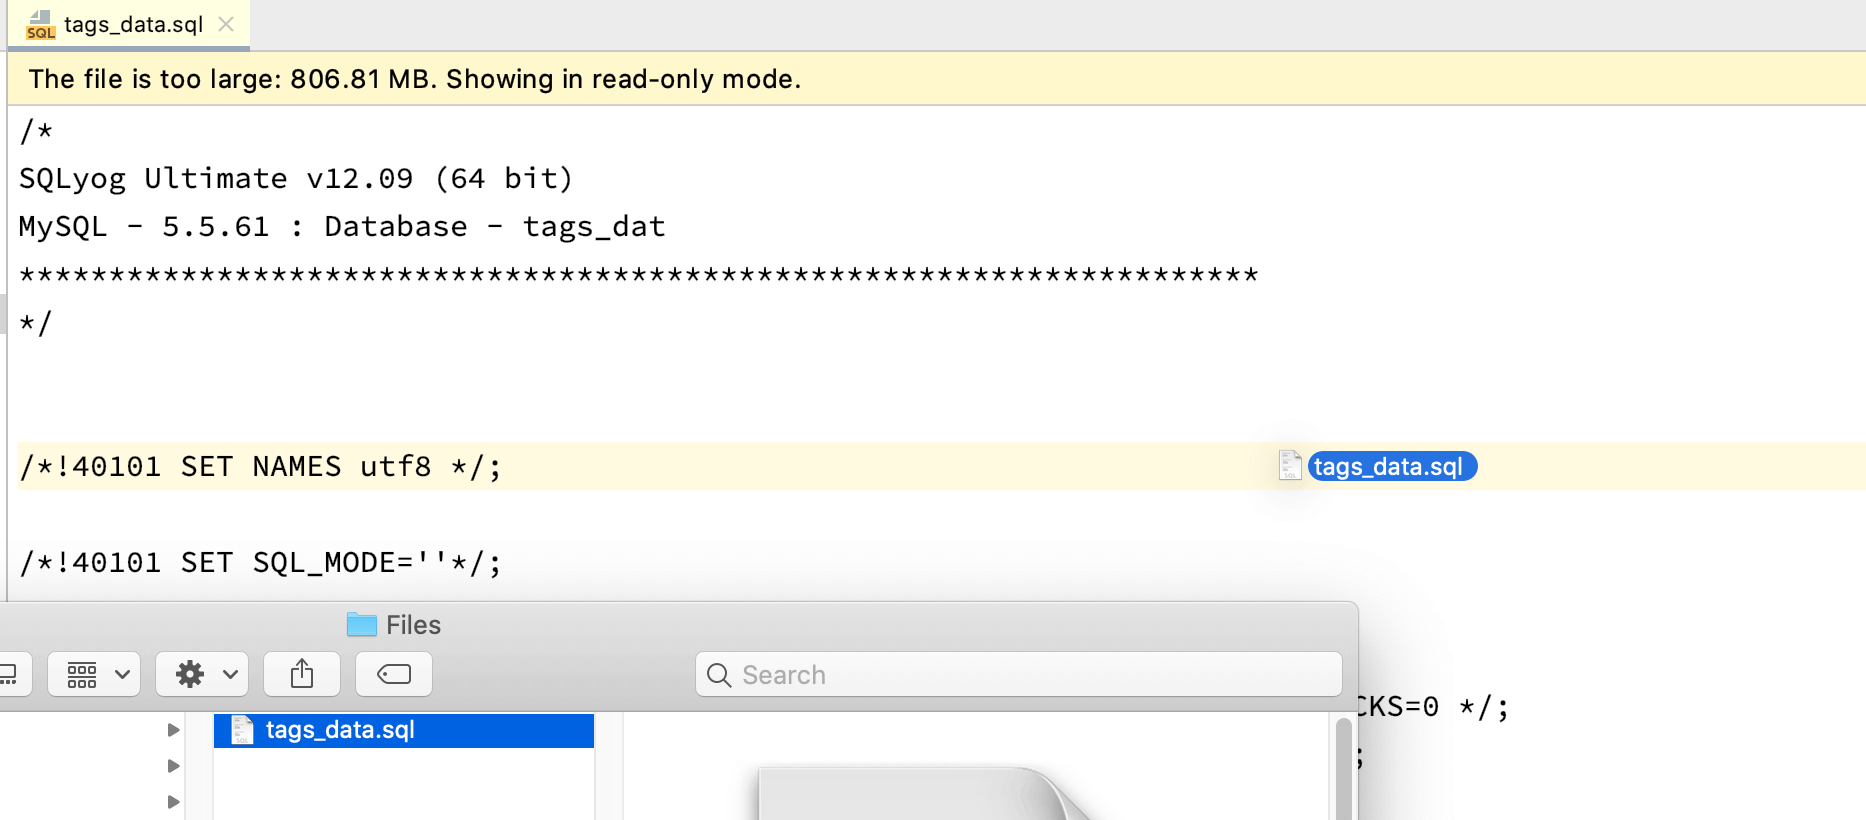 SQL tags_data.sql
The file is too large: 806.81 MB. Showing in read-only mode.
/*
SQLyog Ultimate v12.09 (64 bit)
MySQL - 5.5.61 : Database - tags_dat
*********************************************************************
*/
/*!40101 SET NAMES utf8 */;
tags_data.sql
/*!40101 SET SQL_MODE=''*/;
Files
Search
CKS=0 */;
tags_data.sql
;